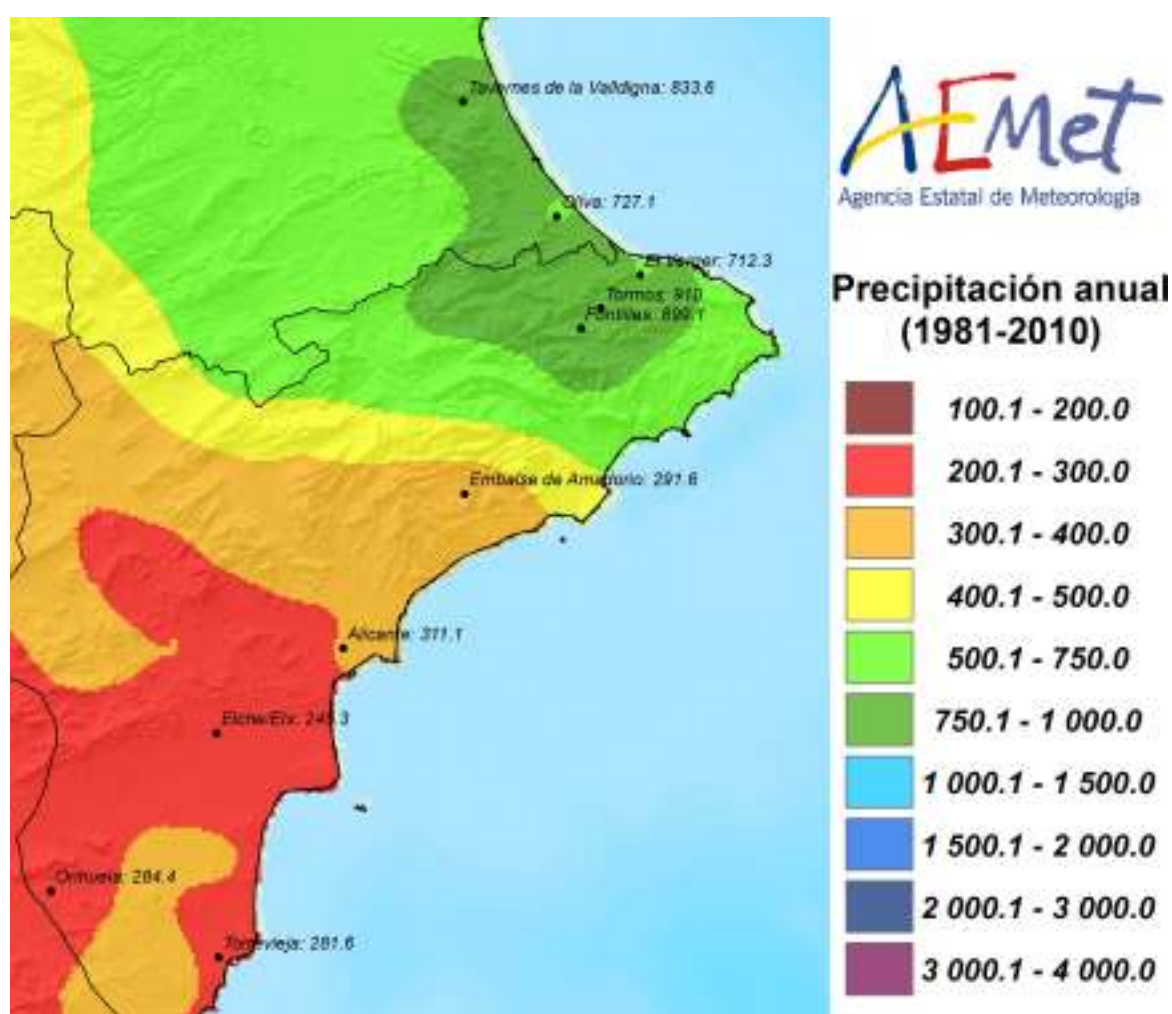 Tavernes de la Valldigna: 833.6
Oliva: 727.1
El Verger: 712.3
Tormos: 910
Fontilles: 899.1
Embalse de Amadorio: 291.6
Alicante: 311.1
Elche/Elx: 245.3
Orihuela: 284.4
Torrevieja: 281.6
AEMet
Agencia Estatal de Meteorología
Precipitación anual
(1981-2010)
100.1 - 200.0
200.1 - 300.0
300.1 - 400.0
400.1 - 500.0
500.1 - 750.0
750.1 - 1 000.0
1 000.1 - 1 500.0
1 500.1 - 2 000.0
2 000.1 - 3 000.0
3 000.1 - 4 000.0